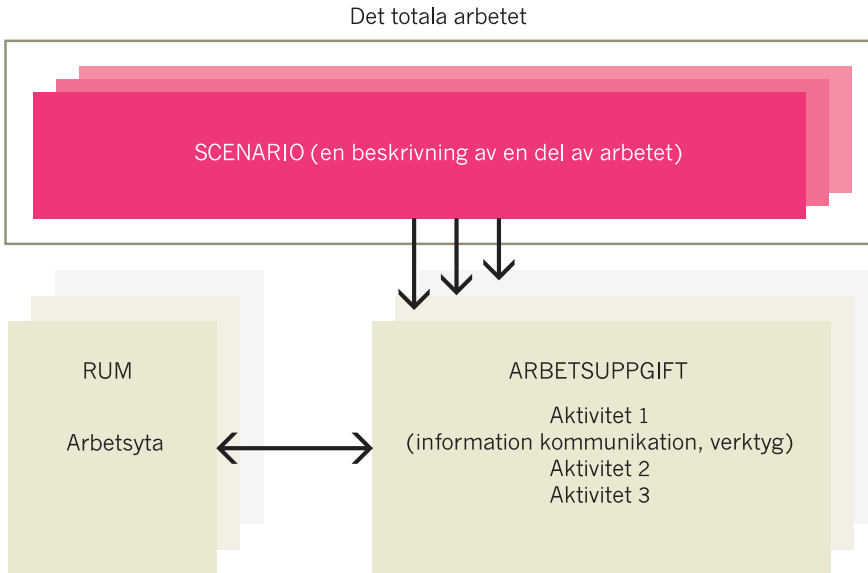 Det totala arbetet
SCENARIO (en beskrivning av en del av arbetet)
RUM
Arbetsyta
ARBETSUPPGIFT
Aktivitet 1
(information kommunikation, verktyg)
Aktivitet 2
Aktivitet 3